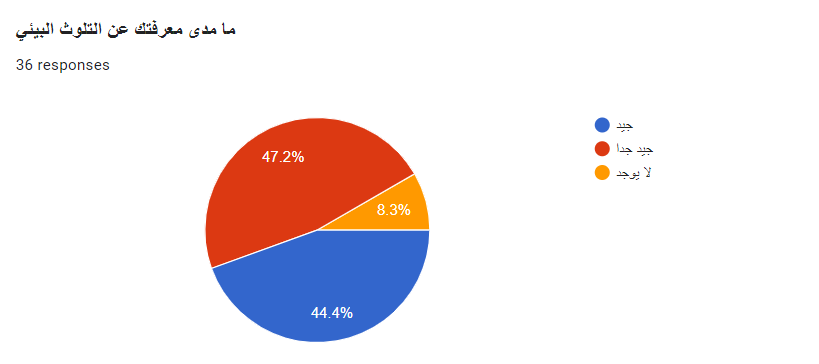 ما مدى معرفتك عن التلوث البيئي
36 responses
جيد
جيد جدا
لا يوجد
47.2%
8.3%
44.4%